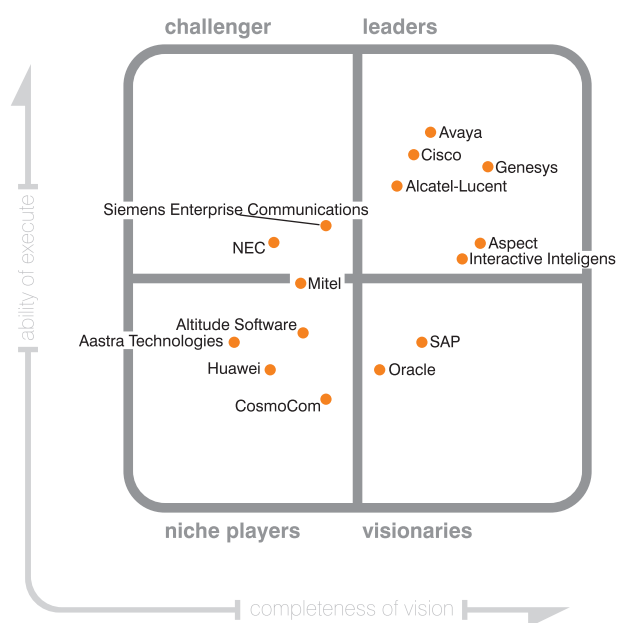 challenger
leaders
Avaya
Cisco
Genesys
Alcatel-Lucent
Siemens Enterprise Communications
NEC
Aspect
Interactive Inteligens
Mitel
Altitude Software
Aastra Technologies
SAP
Huawei
Oracle
CosmoCom
niche players
visionaries
ability of execute
completeness of vision